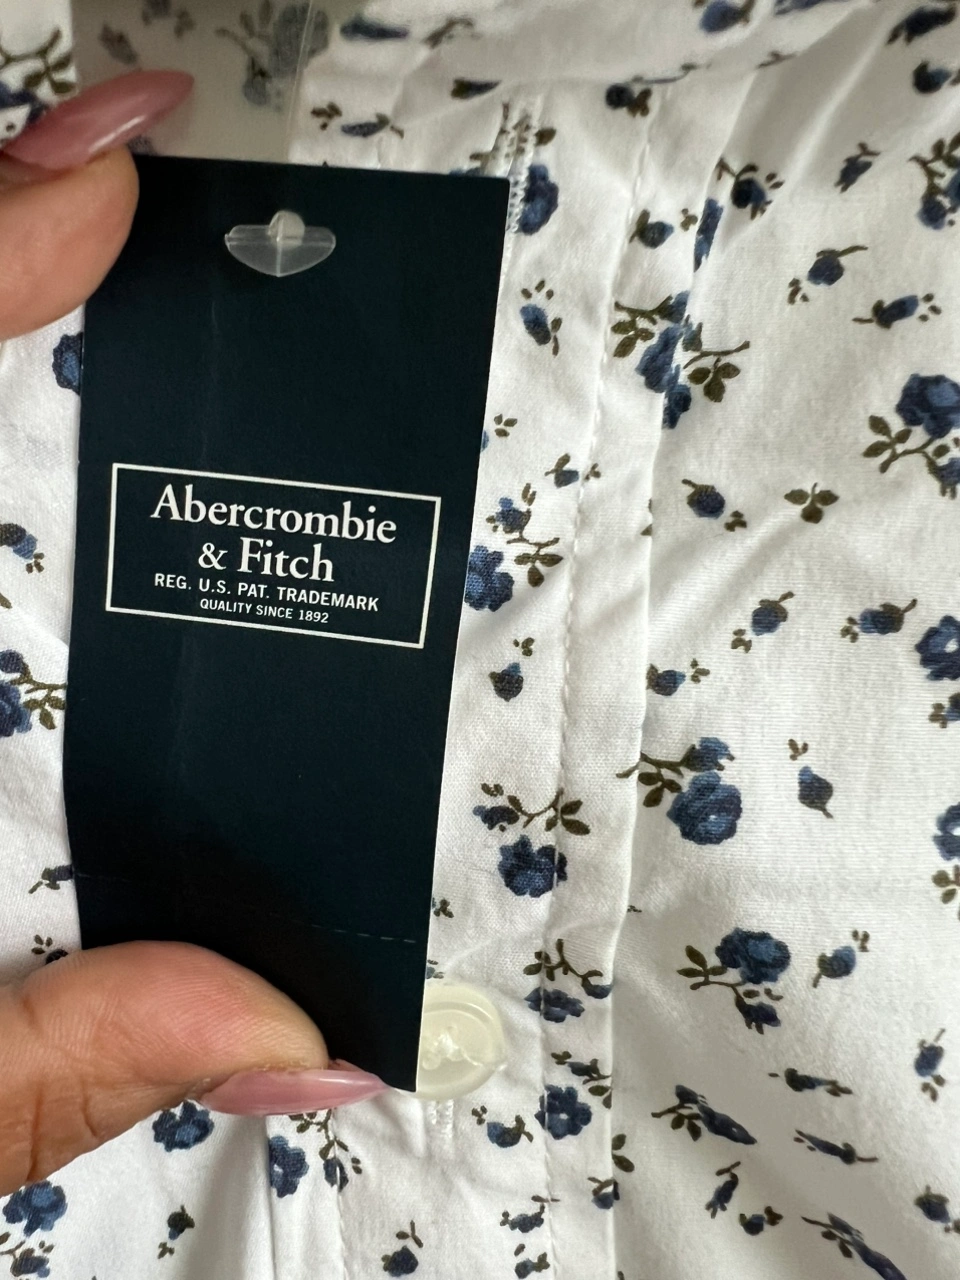 Abercrombie
& Fitch
REG. U.S. PAT. TRADEMARK
QUALITY SINCE 1892